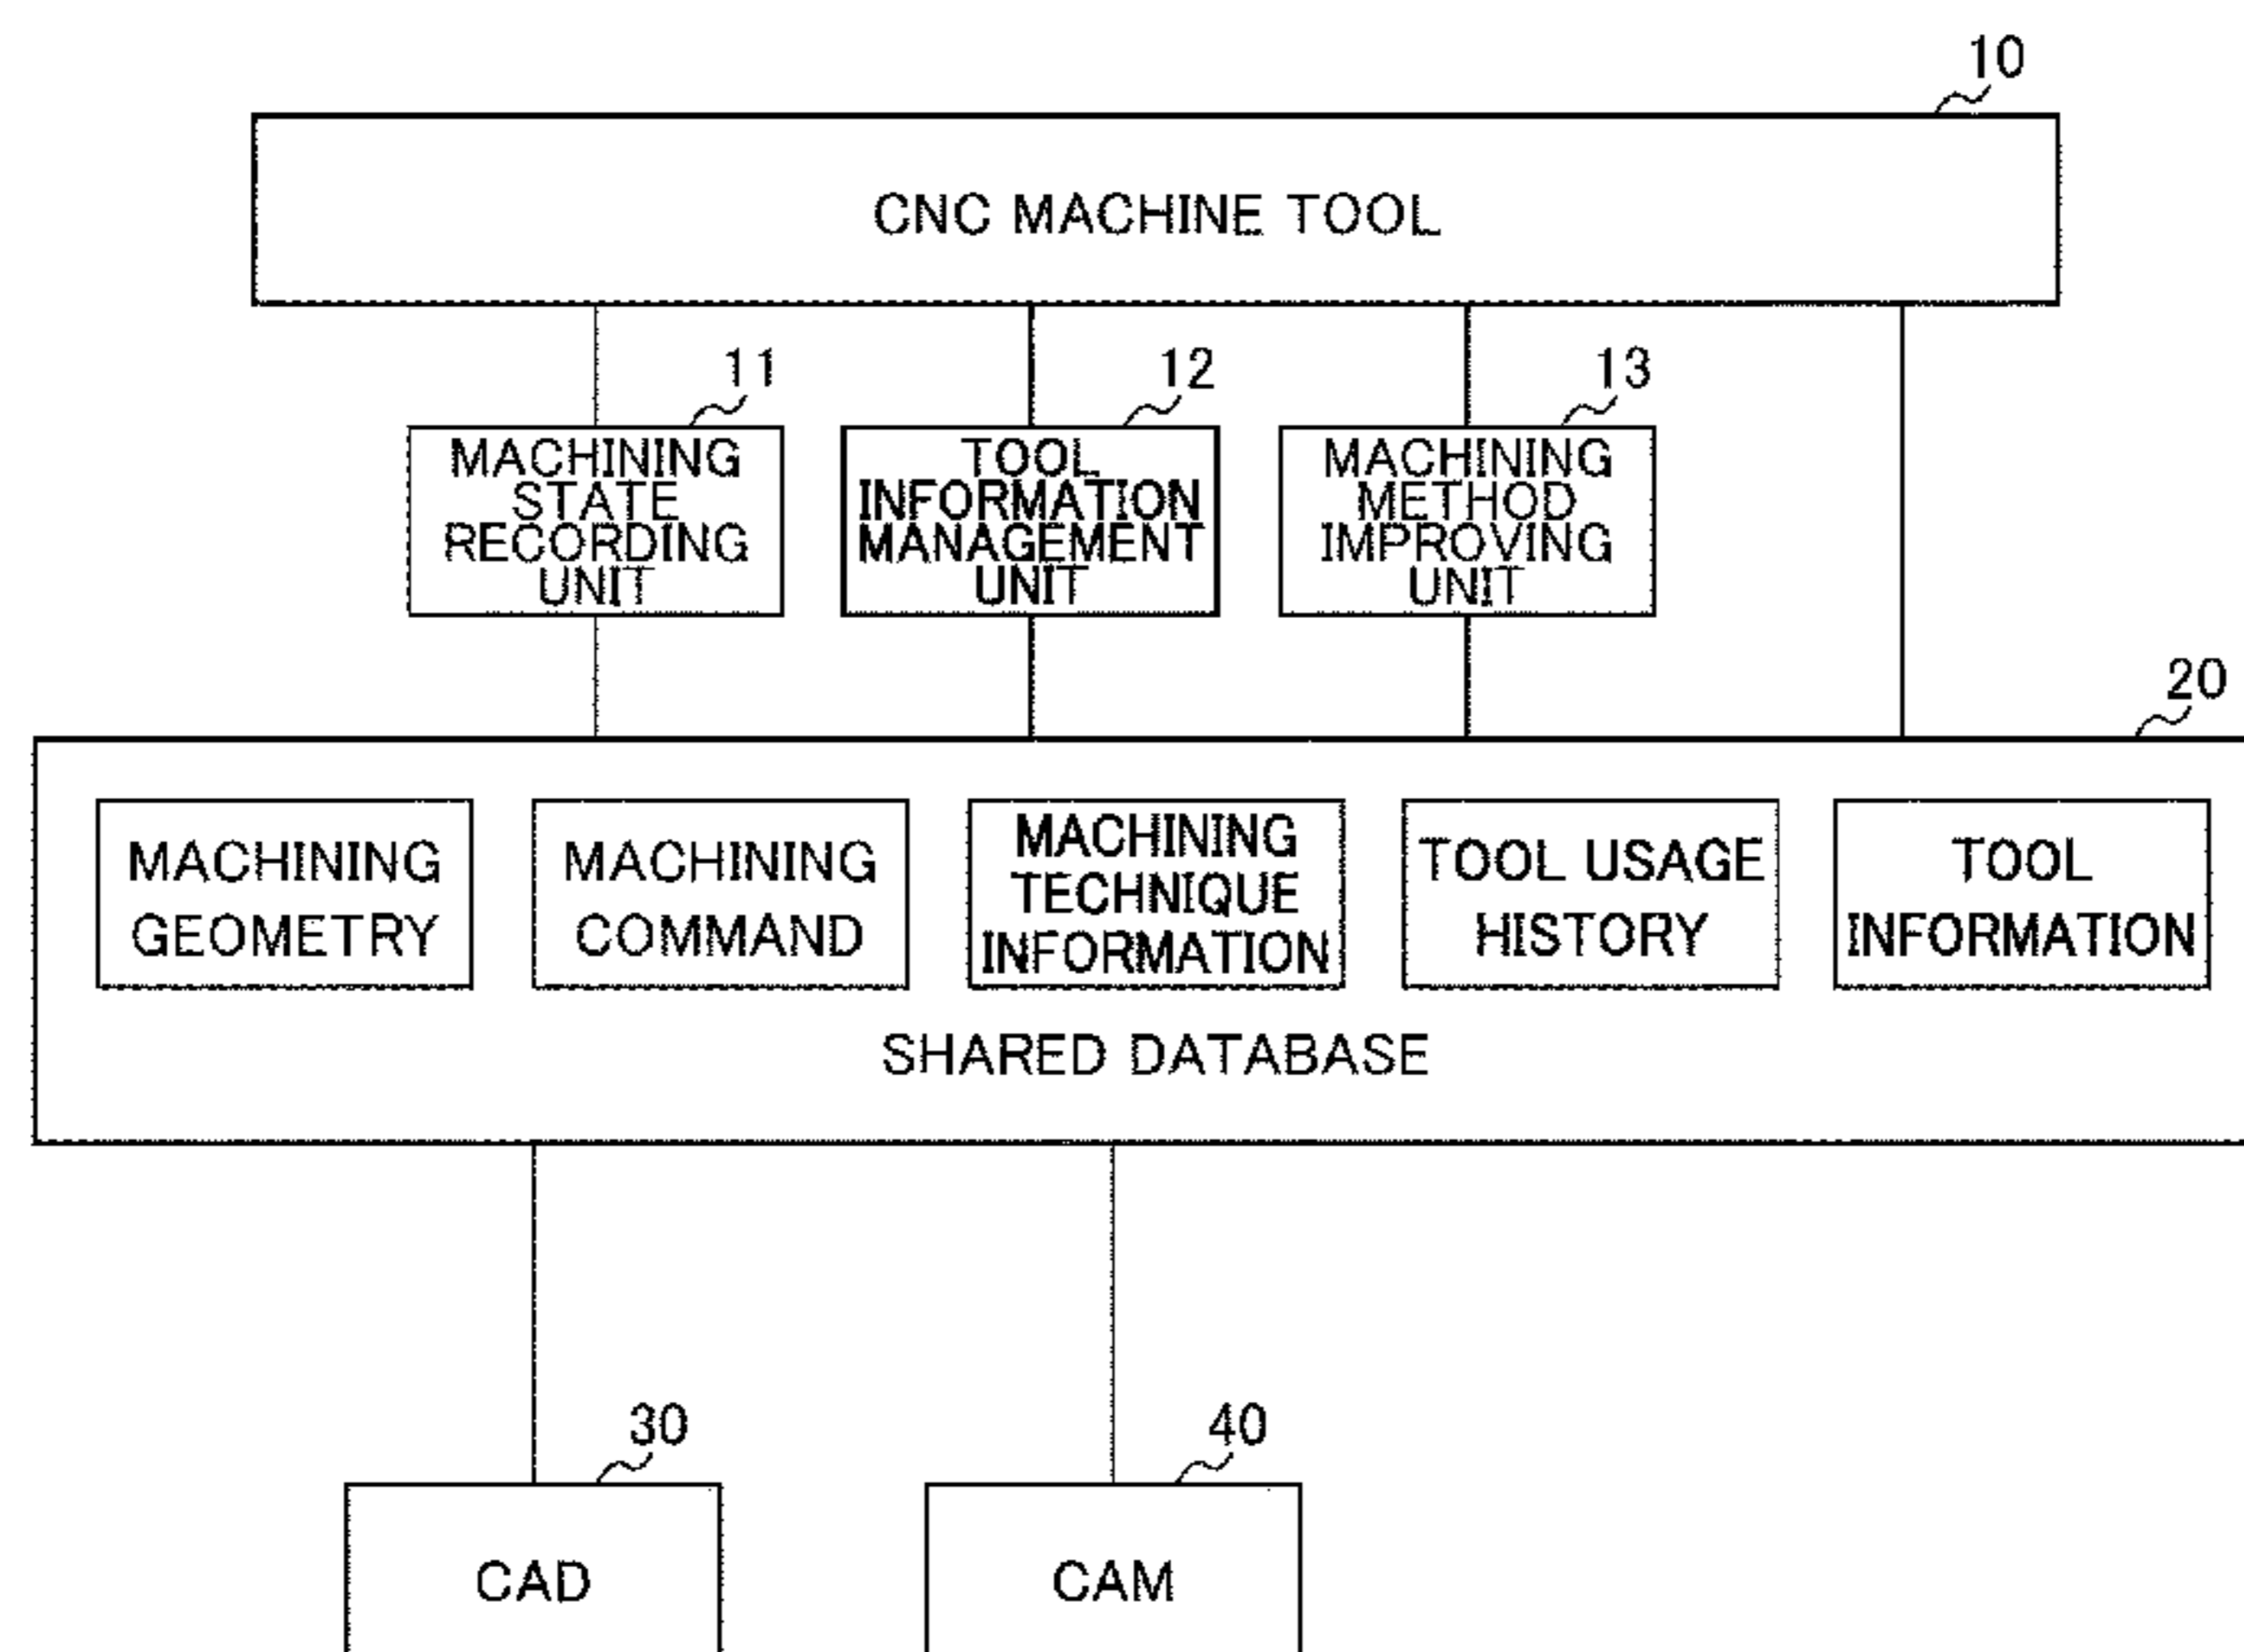 10
CNC MACHINE TOOL
11
12
13
MACHINING
STATE
RECORDING
UNIT
TOOL
INFORMATION
MANAGEMENT
UNIT
MACHINING
METHOD
IMPROVING
UNIT
20
MACHINING
GEOMETRY
MACHINING
COMMAND
MACHINING
TECHNIQUE
INFORMATION
TOOL USAGE
HISTORY
TOOL
INFORMATION
SHARED DATABASE
30
40
CAD
CAM